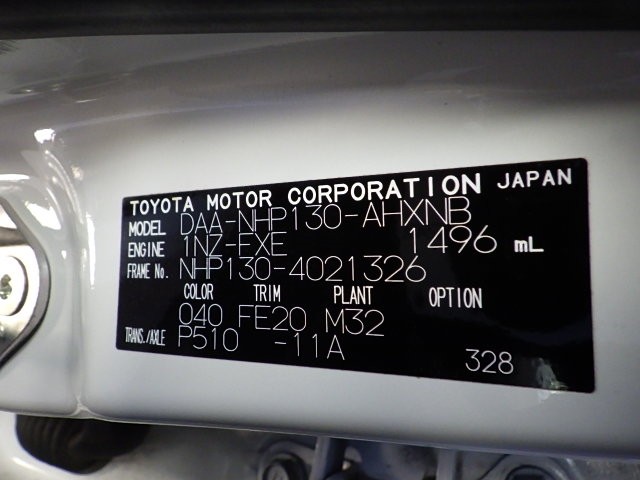 TOYOTA MOTOR CORPORATION JAPAN
MODEL DAA-NHP130-AHXNB
ENGINE 1NZ-FXE 1496 mL
FRAME No. NHP130-4021326
COLOR TRIM PLANT OPTION
040 FE20 M32
TRANS./AXLE P510 -11A
328